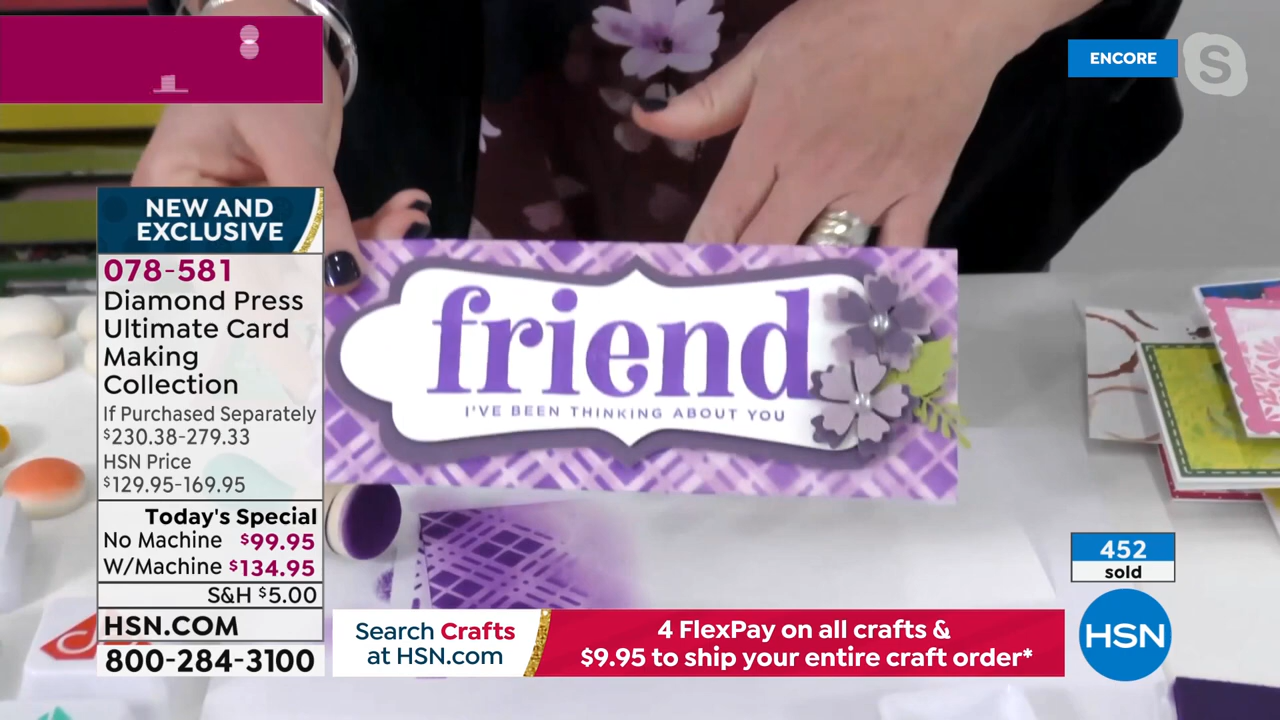 ENCORE
S
NEW AND
EXCLUSIVE
078-581
Diamond Press
Ultimate Card
Making
Collection
If Purchased Separately
$230.38-279.33
HSN Price
$129.95-169.95
Today's Special
No Machine $99.95
W/Machine $134.95
S&H $5.00
HSN.COM
800-284-3100
friend
I'VE BEEN THINKING ABOUT YOU
452
sold
HSN
Search Crafts
at HSN.com
4 FlexPay on all crafts &
$9.95 to ship your entire craft order*